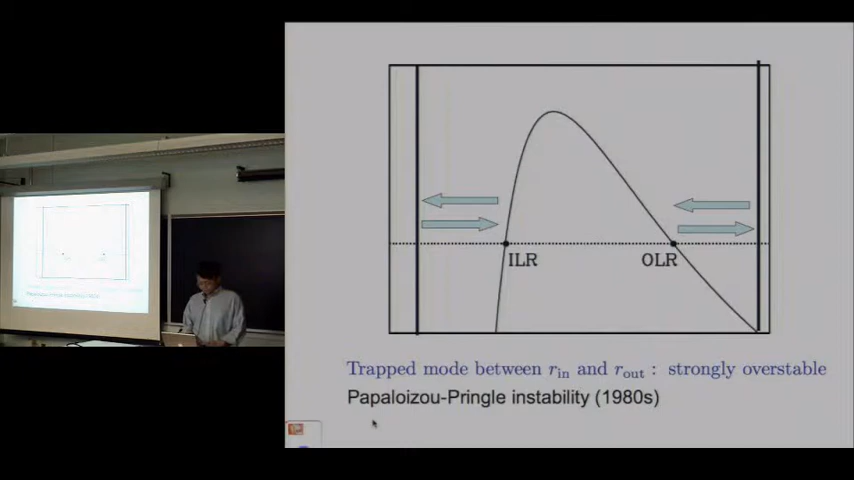 ILR OLR
Trapped mode between r_in and r_out : strongly overstable
Papaloizou-Pringle instability (1980s)